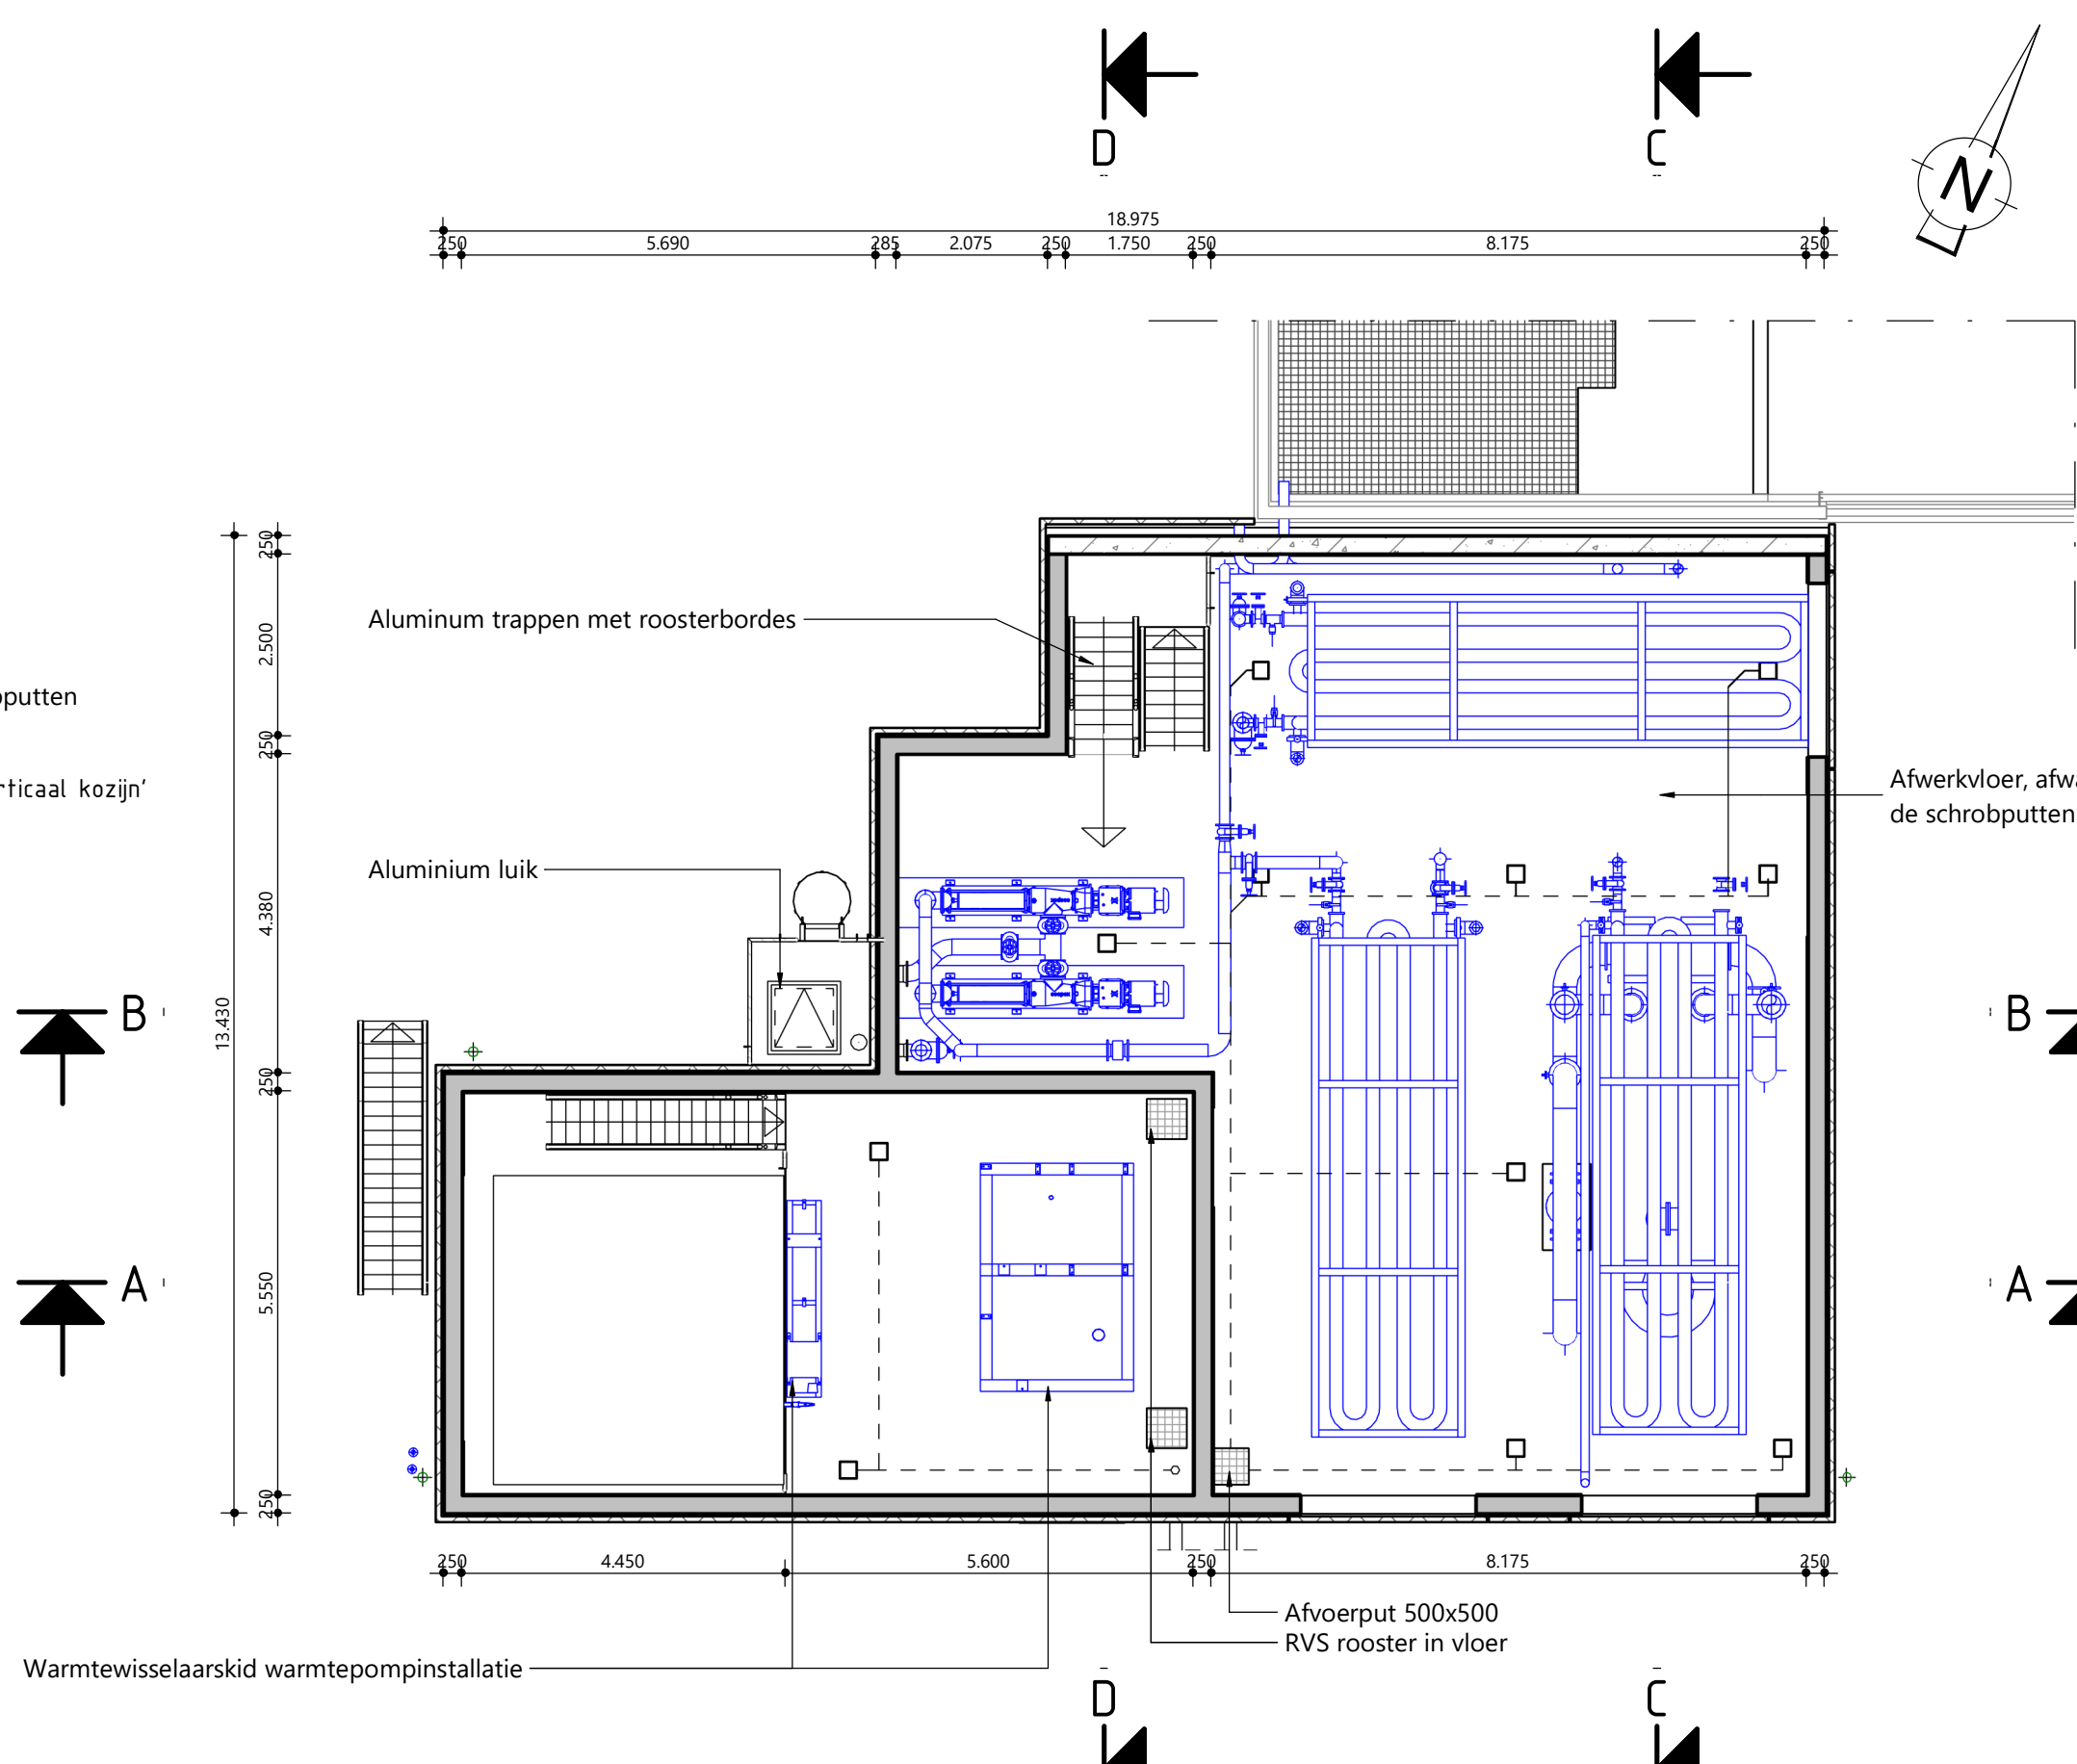 D
C
N
18.975
250
5.690
285
2.075
250
1.750
250
8.175
250
250
2.500
250
4.380
250
5.550
250
13.430
Aluminum trappen met roosterbordes
putten
rticaal kozijn'
Afwerkvloer, afwa
de schrobputten
Aluminium luik
B
B
A
A
250
4.450
5.600
250
8.175
250
Afvoerput 500x500
RVS rooster in vloer
Warmtewisselaarskid warmtepompinstallatie
D
C